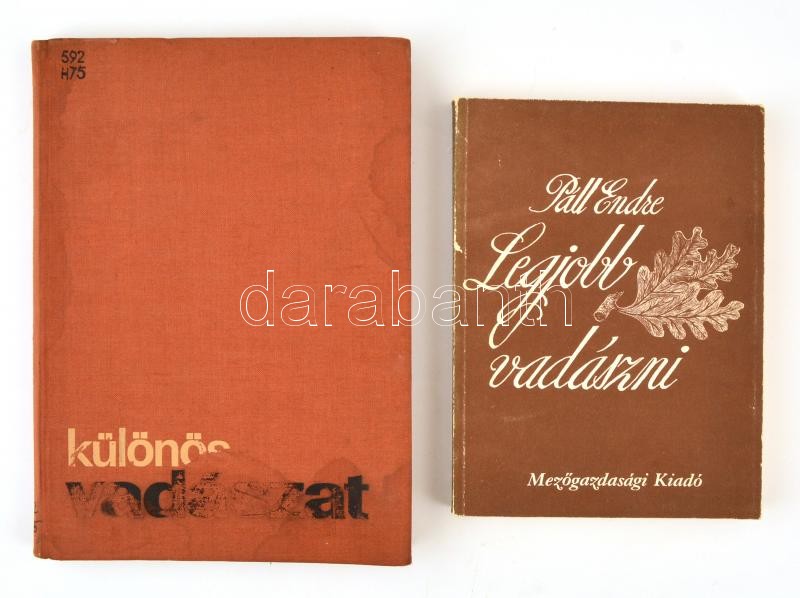 592
H75
különös
vadászat
Páll Endre
Legjobb
vadászni
Mezőgazdasági Kiadó
darabanth